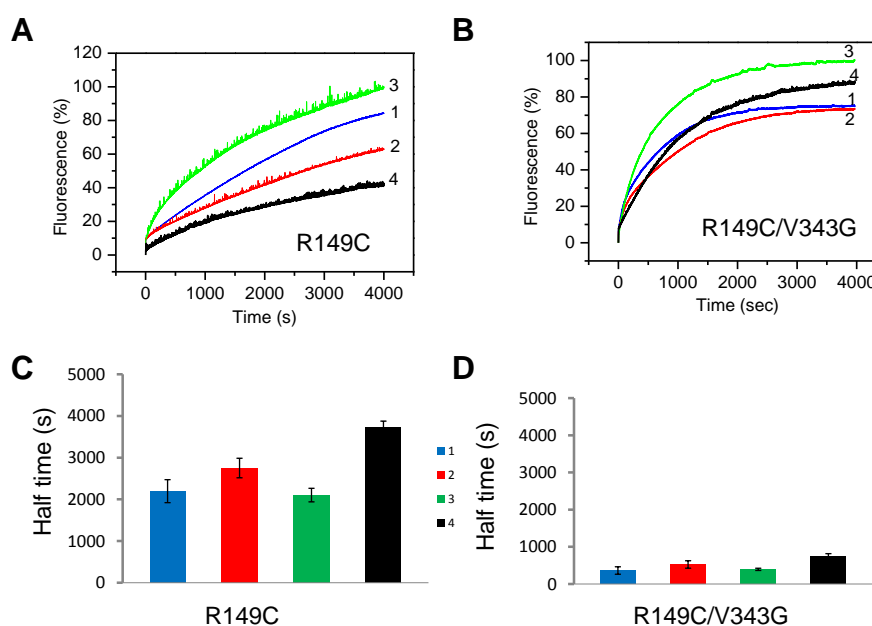 A
120
100
80
60
40
20
0
Fluorescence (%)
3
1
2
4
R149C
0 1000 2000 3000 4000
Time (s)
B
100
80
60
40
20
0
Fluorescence (%)
3
4
1
2
R149C/V343G
0 1000 2000 3000 4000
Time (sec)
C
5000
4000
3000
2000
1000
0
Half time (s)
R149C
1
2
3
4
D
5000
4000
3000
2000
1000
0
Half time (s)
R149C/V343G